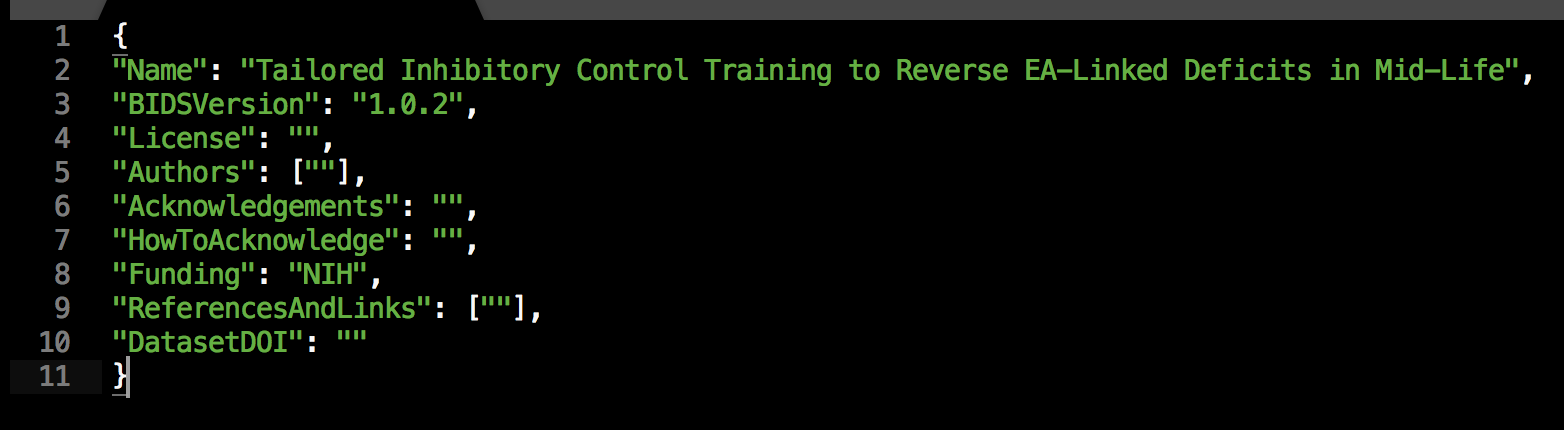 1 {
2 "Name": "Tailored Inhibitory Control Training to Reverse EA-Linked Deficits in Mid-Life",
3 "BIDSVersion": "1.0.2",
4 "License": "",
5 "Authors": [""],
6 "Acknowledgements": "",
7 "HowToAcknowledge": "",
8 "Funding": "NIH",
9 "ReferencesAndLinks": [""],
10 "DatasetDOI": ""
11 }